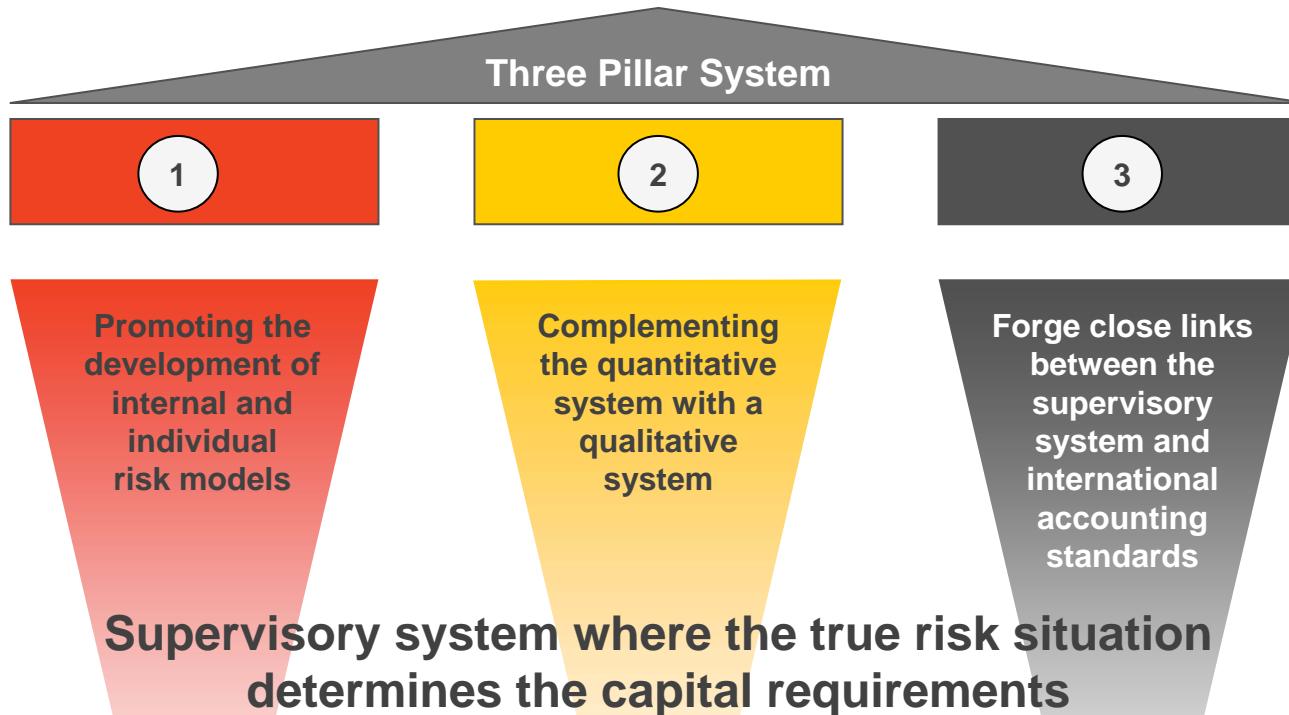 Three Pillar System
1
2
3
Promoting the
development of
internal and
individual
risk models
Complementing
the quantitative
system with a
qualitative
system
Forge close links
between the
supervisory
system and
international
accounting
standards
Supervisory system where the true risk situation
determines the capital requirements